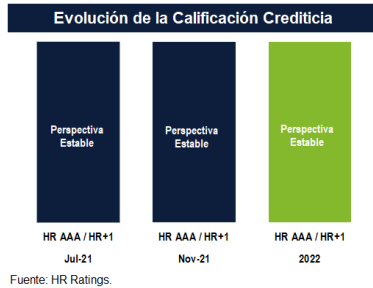 Evolución de la Calificación Crediticia
Perspectiva
Estable
Perspectiva
Estable
Perspectiva
Estable
HR AAA / HR+1
HR AAA / HR+1
HR AAA / HR+1
Jul-21
Nov-21
2022
Fuente: HR Ratings.